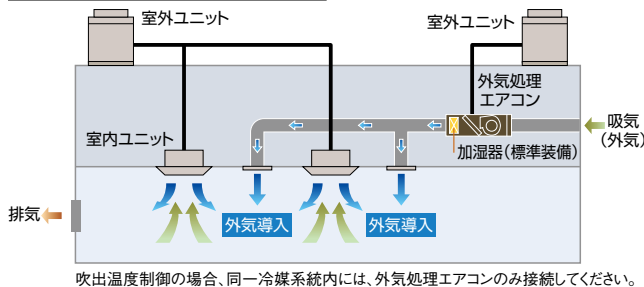 室外ユニット
室外ユニット
外気処理
エアコン
吸気
(外気)
室内ユニット
加湿器(標準装備)
排気
外気導入
外気導入
吹出温度制御の場合、同一冷媒系統内には、外気処理エアコンのみ接続してください。